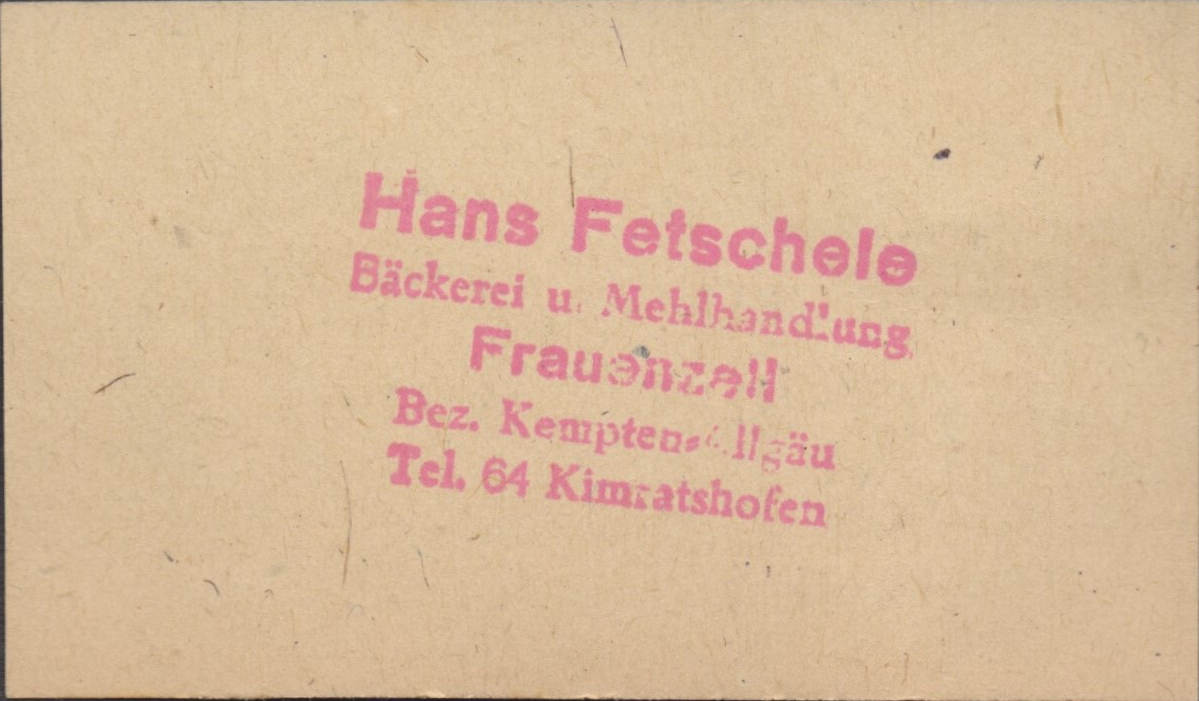 Hans Fetschele
Bäckerei u. Mehlhandlung
Frauenzell
Bez. Kempten-Allgäu
Tel. 64 Kimratshofen